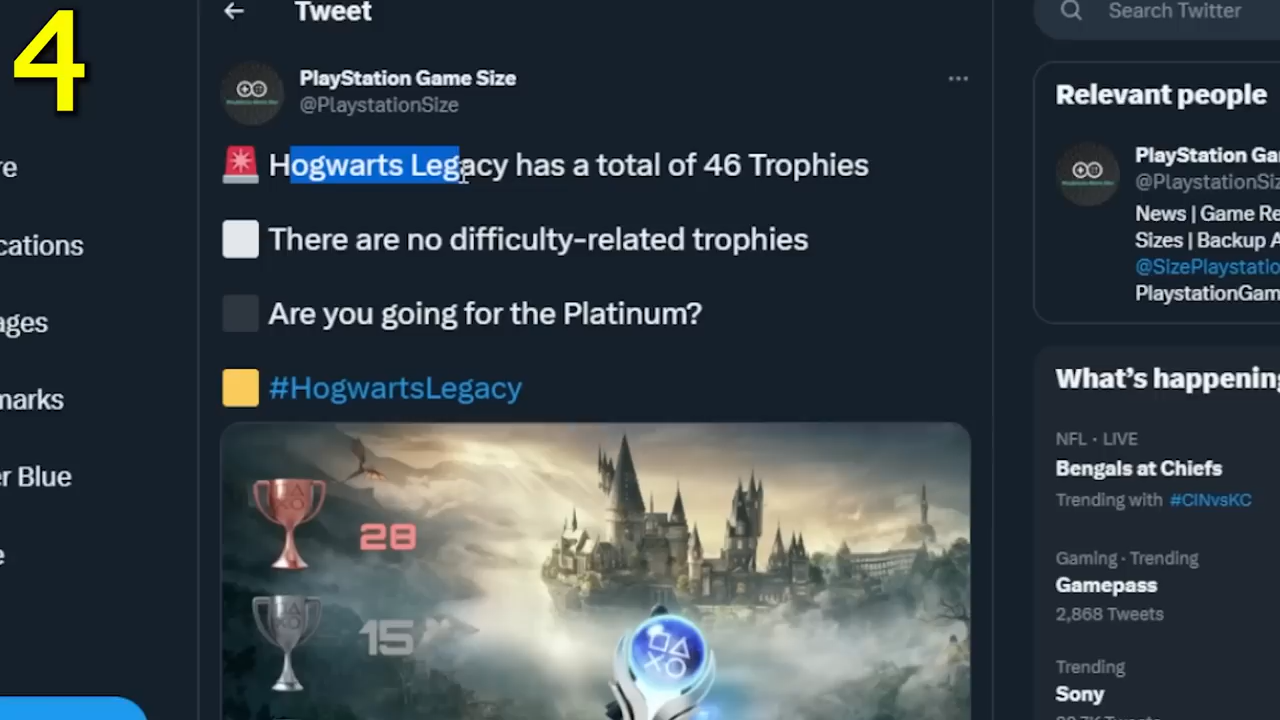 4
Tweet
Search Twitter
PlayStation Game Size
@PlaystationSize
Hogwarts Legacy has a total of 46 Trophies
There are no difficulty-related trophies
Are you going for the Platinum?
#HogwartsLegacy
28
15
re
cations
ages
marks
r Blue
e
Relevant people
PlayStation Ga
@PlaystationSiz
News | Game Re
Sizes | Backup A
@SizePlaystatio
PlaystationGam
What's happening
NFL · LIVE
Bengals at Chiefs
Trending with #CINvsKC
Gaming · Trending
Gamepass
2,868 Tweets
Trending
Sony